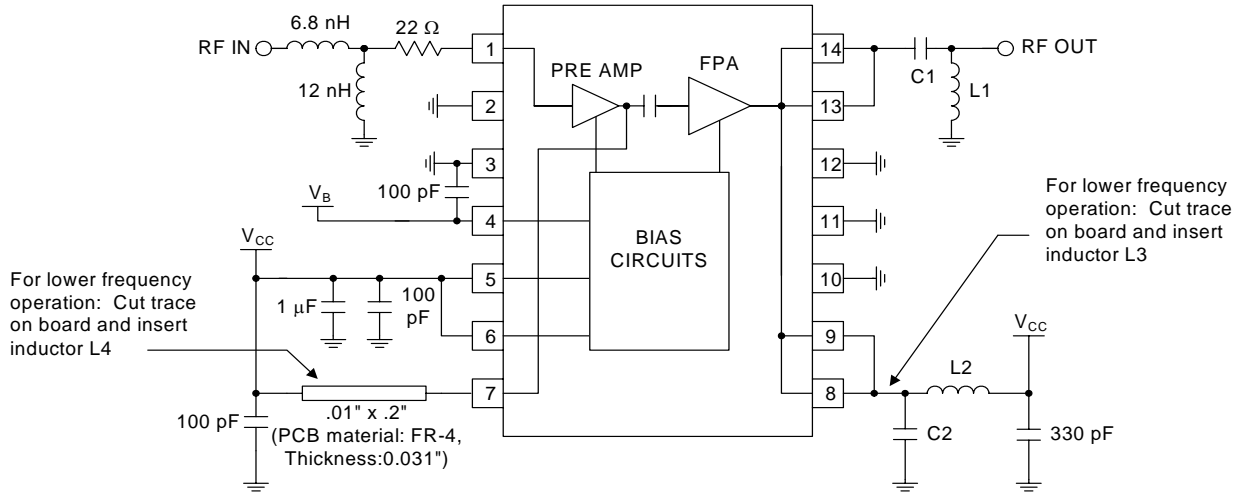 6.8 nH
22 Ω
RF IN
12 nH
1
2
3
100 pF
V_B
4
V_CC
5
1 μF
100
pF
6
For lower frequency
operation: Cut trace
on board and insert
inductor L4
7
100 pF
.01" x .2"
(PCB material: FR-4,
Thickness:0.031")
PRE AMP
FPA
BIAS
CIRCUITS
14
C1
RF OUT
L1
13
12
11
10
For lower frequency
operation: Cut trace
on board and insert
inductor L3
9
V_CC
L2
8
C2
330 pF